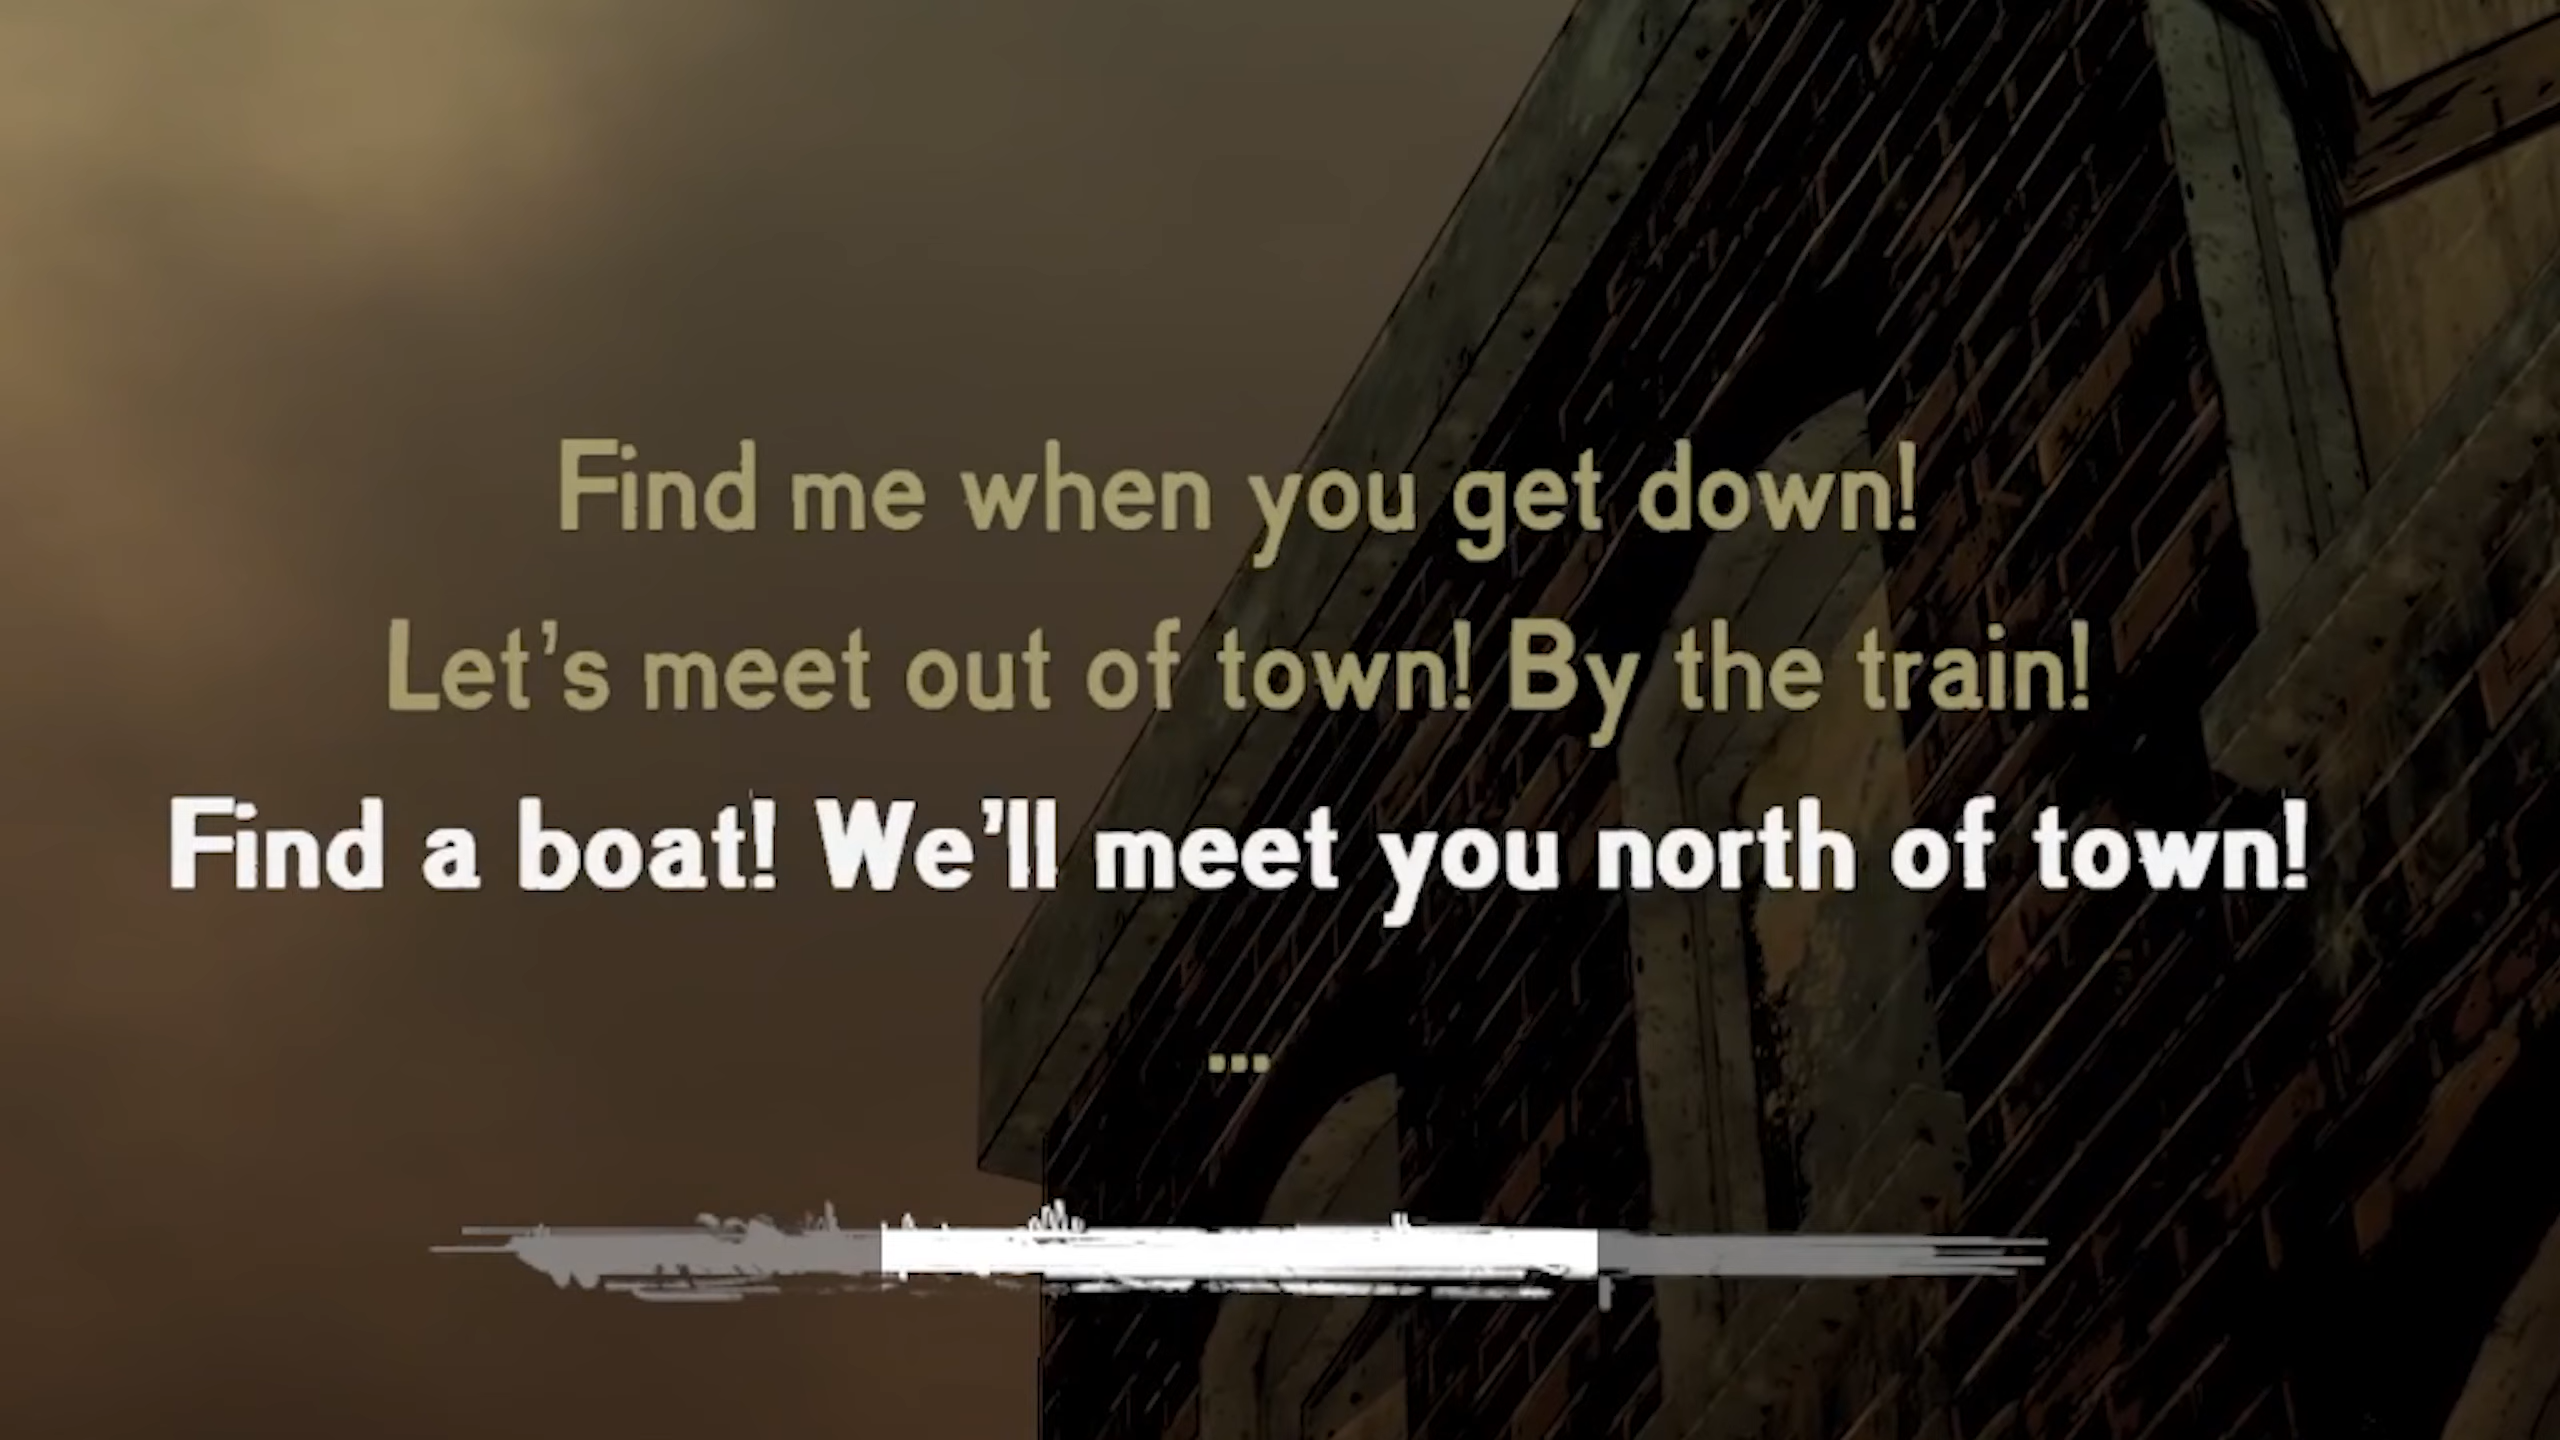 Find me when you get down!
Let's meet out of town! By the train!
Find a boat! We'll meet you north of town!
...